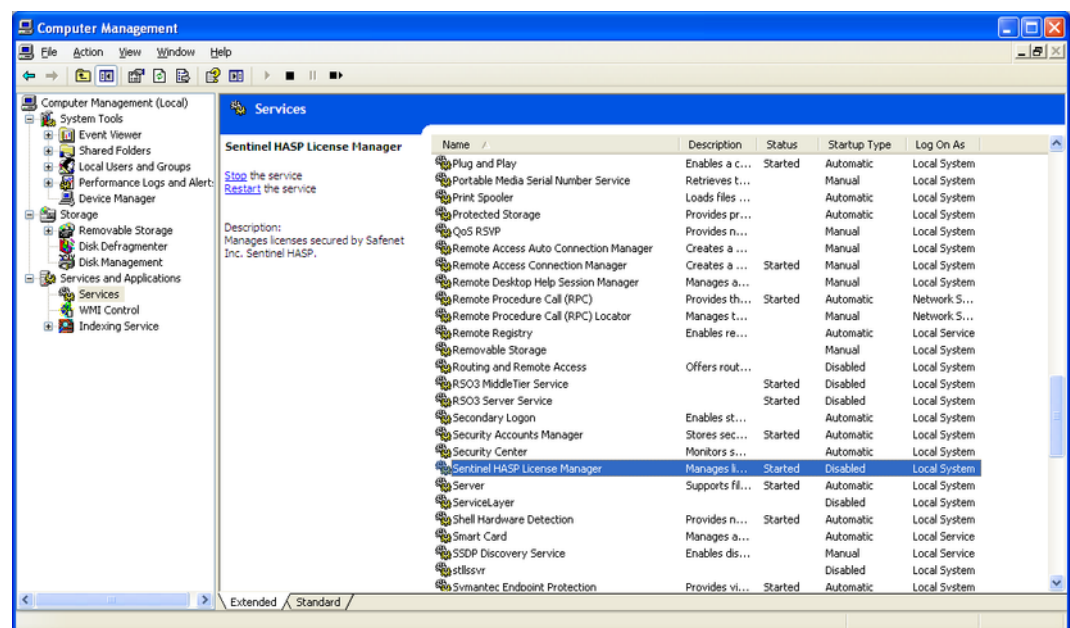 Computer Management
File Action View Window Help
Computer Management (Local)
System Tools
Event Viewer
Shared Folders
Local Users and Groups
Performance Logs and Alert:
Device Manager
Storage
Removable Storage
Disk Defragmenter
Disk Management
Services and Applications
Services
WMI Control
Indexing Service
Services
Sentinel HASP License Manager
Stop the service
Restart the service
Description:
Manages licenses secured by Safenet
Inc. Sentinel HASP.
Name Description Status Startup Type Log On As
Plug and Play Enables a c... Started Automatic Local System
Portable Media Serial Number Service Retrieves t... Manual Local System
Print Spooler Loads files ... Automatic Local System
Protected Storage Provides pr... Automatic Local System
QoS RSVP Provides n... Manual Local System
Remote Access Auto Connection Manager Creates a ... Manual Local System
Remote Access Connection Manager Creates a ... Started Manual Local System
Remote Desktop Help Session Manager Manages a... Manual Local System
Remote Procedure Call (RPC) Provides th... Started Automatic Network S...
Remote Procedure Call (RPC) Locator Manages t... Manual Network S...
Remote Registry Enables re... Automatic Local Service
Removable Storage Manual Local System
Routing and Remote Access Offers rout... Disabled Local System
RSO3 MiddleTier Service Started Disabled Local System
RSO3 Server Service Started Disabled Local System
Secondary Logon Enables st... Automatic Local System
Security Accounts Manager Stores sec... Started Automatic Local System
Security Center Monitors s... Automatic Local System
Sentinel HASP License Manager Manages li... Started Disabled Local System
Server Supports fil... Started Automatic Local System
ServiceLayer Disabled Local System
Shell Hardware Detection Provides n... Started Automatic Local System
Smart Card Manages a... Automatic Local Service
SSDP Discovery Service Enables dis... Manual Local Service
stllssvr Disabled Local System
Symantec Endpoint Protection Provides vi... Started Automatic Local System
Extended Standard